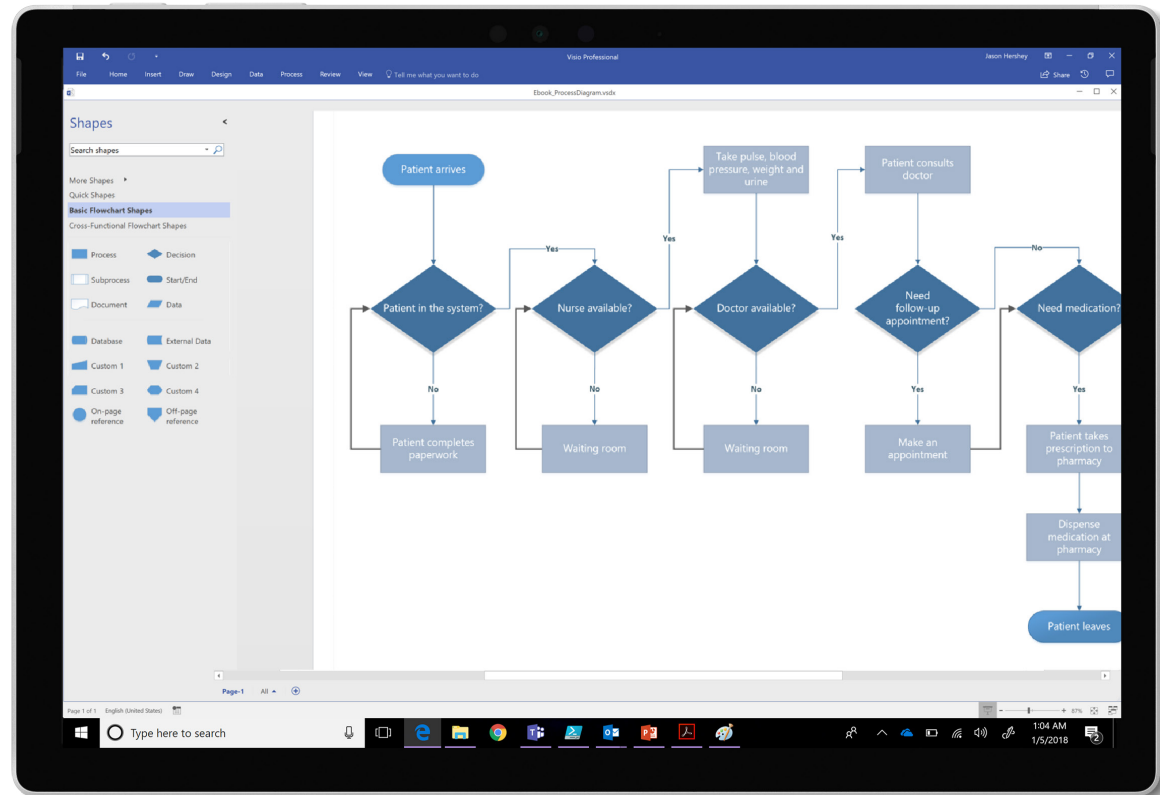 Visio Professional
Jason Hershey
File Home Insert Draw Design Data Process Review View Tell me what you want to do
Share
Ebook_ProcessDiagram.vsdx
Shapes
Search shapes
More Shapes
Quick Shapes
Basic Flowchart Shapes
Cross-Functional Flowchart Shapes
Process
Decision
Subprocess
Start/End
Document
Data
Database
External Data
Custom 1
Custom 2
Custom 3
Custom 4
On-page
reference
Off-page
reference
Patient arrives
Take pulse, blood
pressure, weight and
urine
Patient consults
doctor
Yes
Yes
Yes
No
Patient in the system?
Nurse available?
Doctor available?
Need
follow-up
appointment?
Need medication?
No
No
No
Yes
Yes
Patient completes
paperwork
Waiting room
Waiting room
Make an
appointment
Patient takes
prescription to
pharmacy
Dispense
medication at
pharmacy
Patient leaves
Page-1 All
Page 1 of 1 English (United States)
87%
Type here to search
1:04 AM
1/5/2018
2